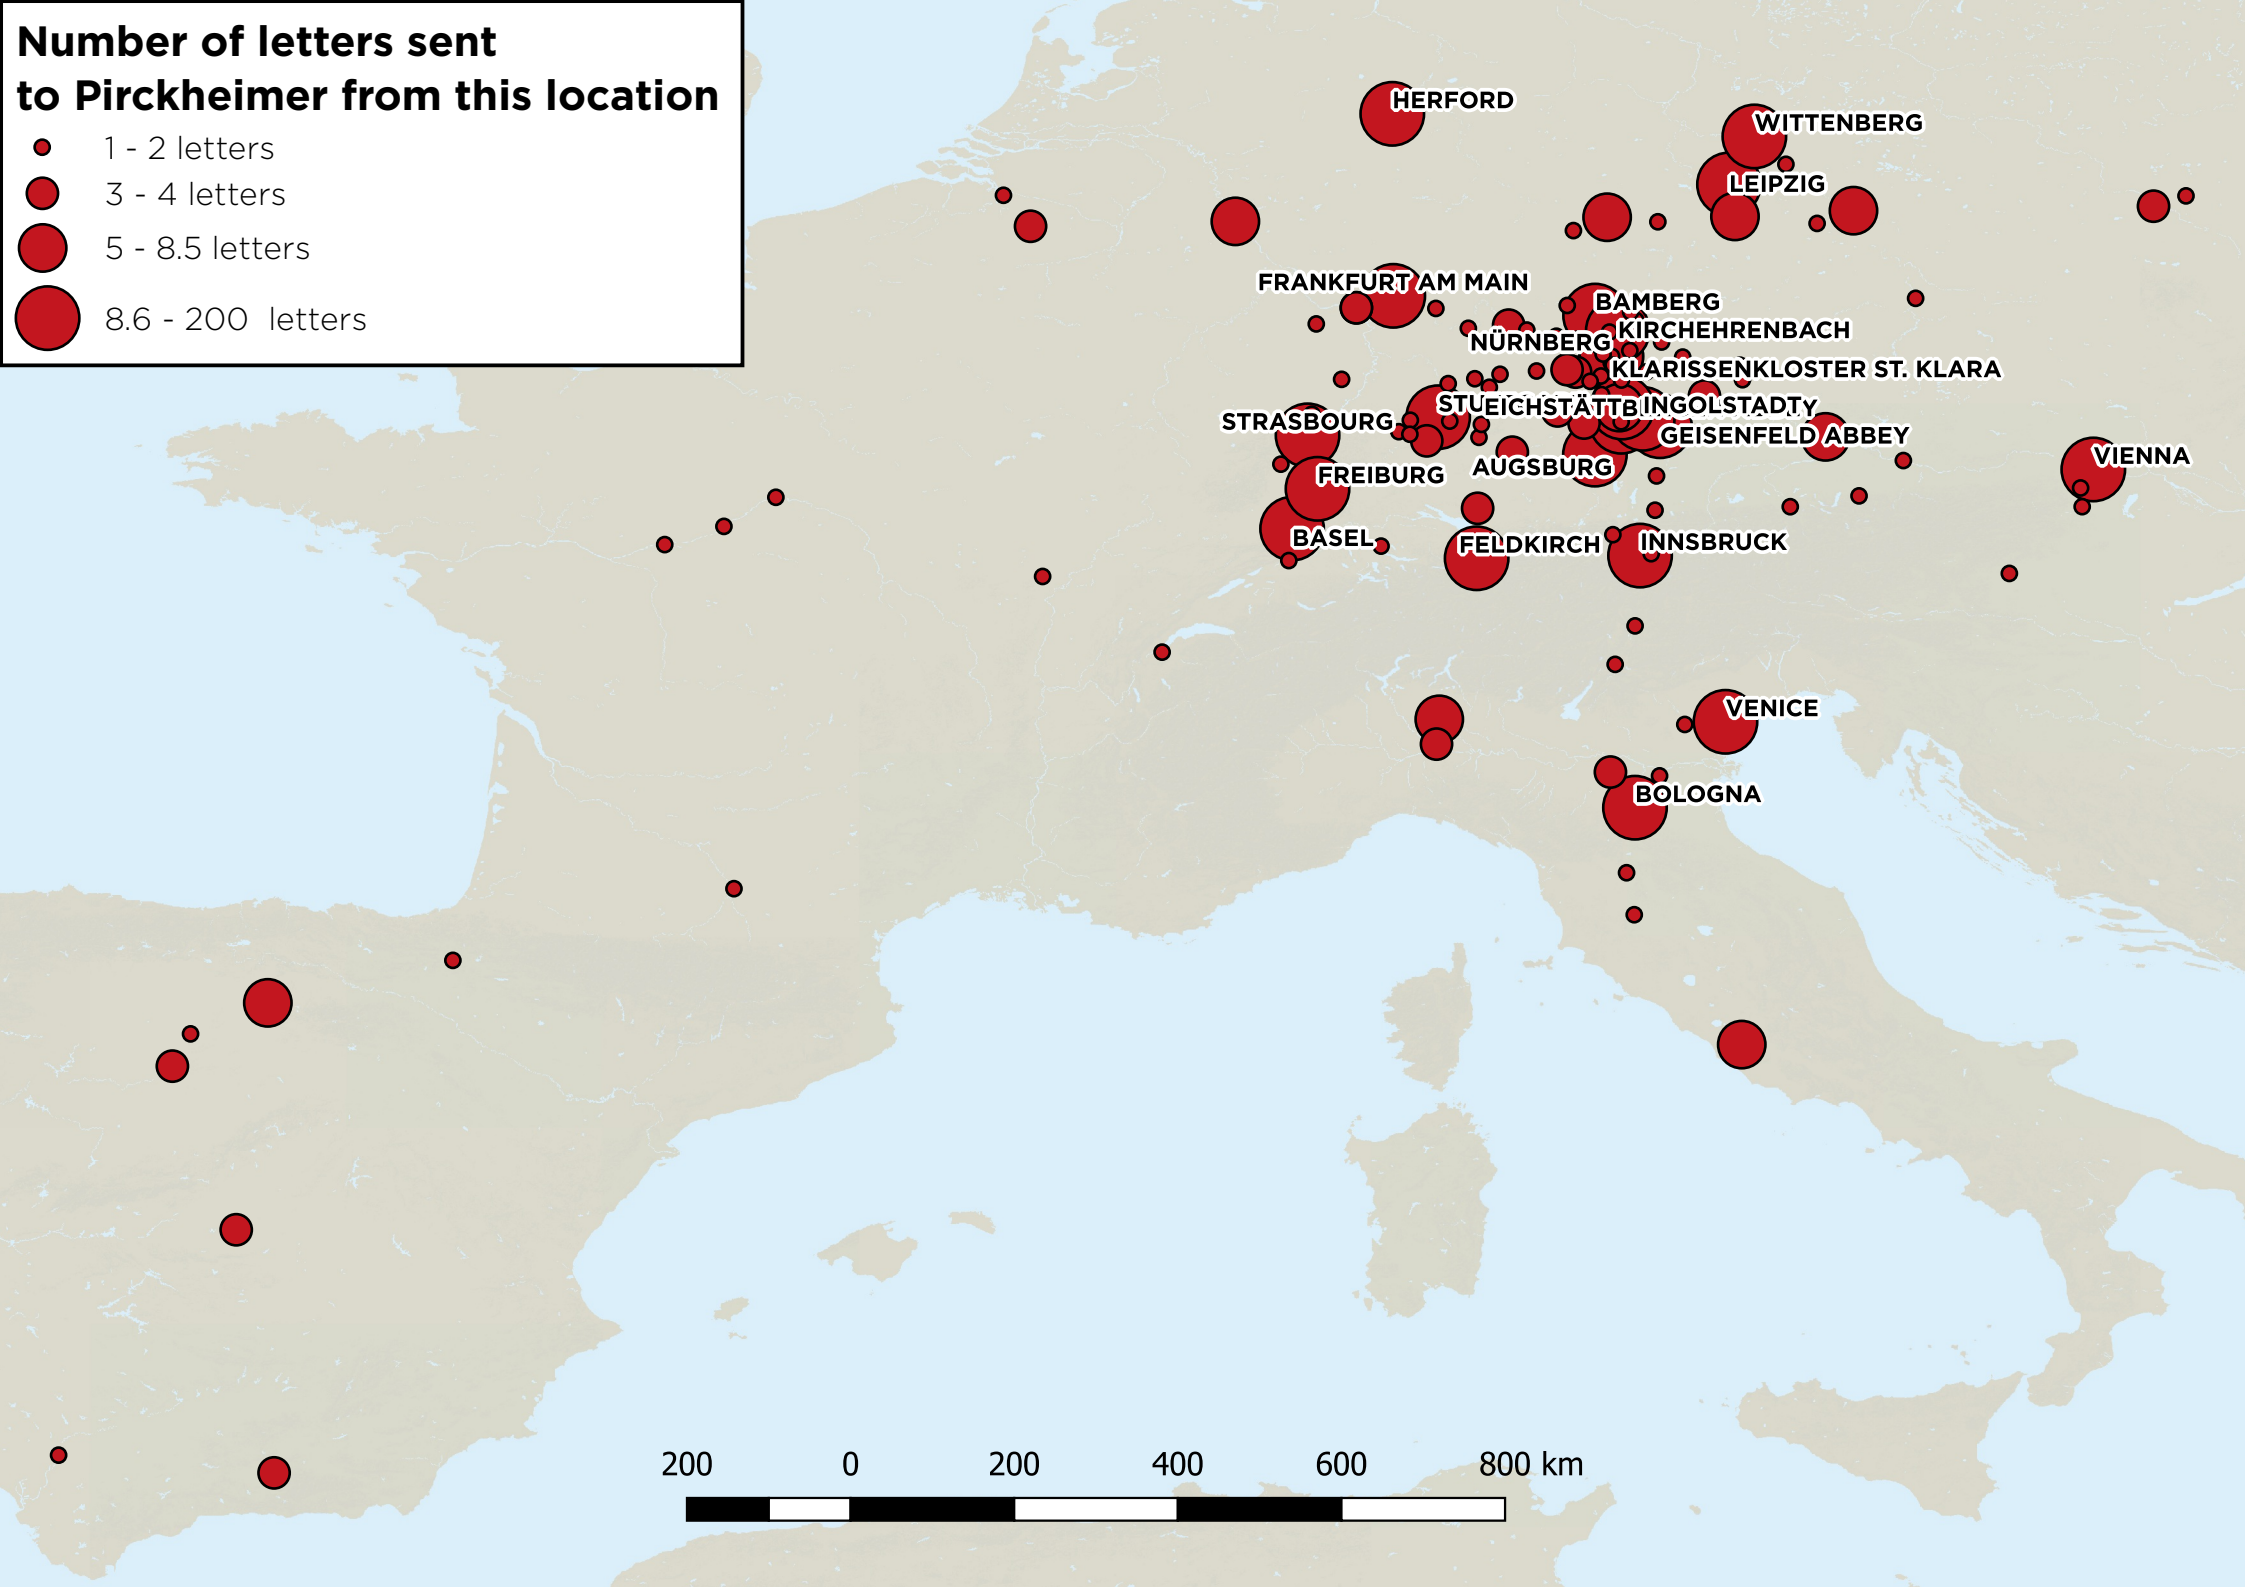 Number of letters sent
to Pirckheimer from this location
1 - 2 letters
3 - 4 letters
5 - 8.5 letters
8.6 - 200 letters
HERFORD
WITTENBERG
LEIPZIG
FRANKFURT AM MAIN
BAMBERG
KIRCHEHRENBACH
NÜRNBERG
KLARISSENKLOSTER ST. KLARA
EICHSTÄTT
INGOLSTADT
STRASBOURG
GEISENFELD ABBEY
VIENNA
AUGSBURG
FREIBURG
BASEL
FELDKIRCH
INNSBRUCK
VENICE
BOLOGNA
200 0 200 400 600 800 km